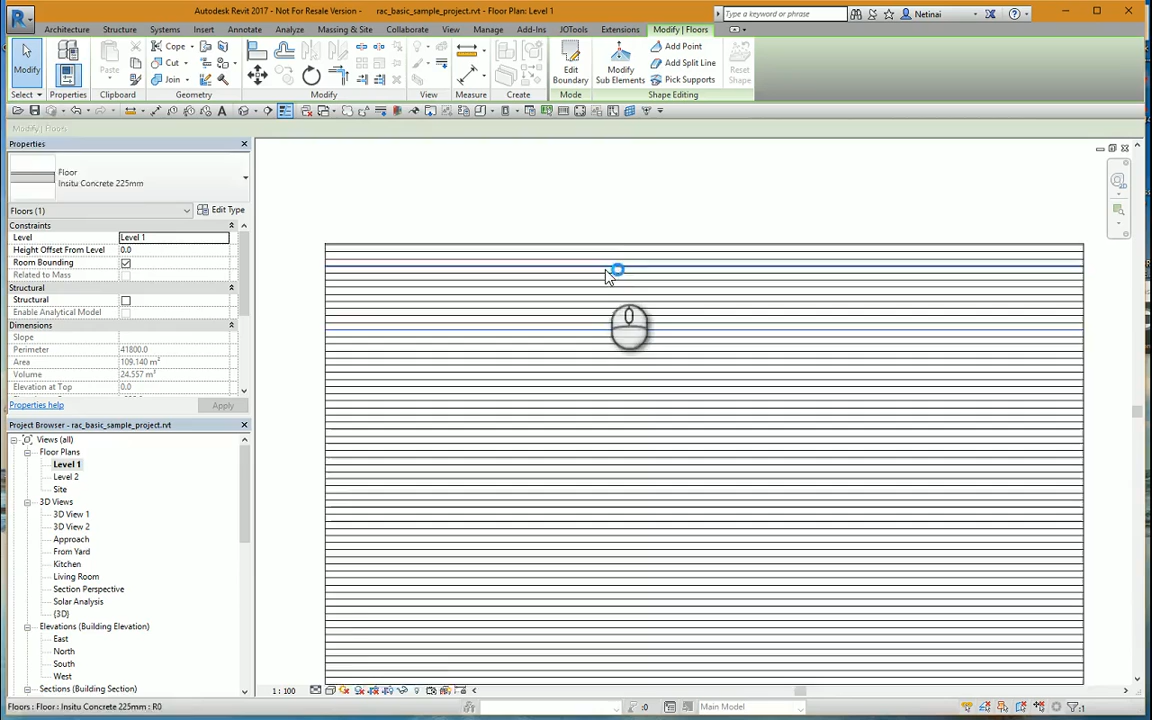 Autodesk Revit 2017 - Not For Resale Version - rac_basic_sample_project.rvt - Floor Plan: Level 1
Type a keyword or phrase
Netinai
Architecture Structure Systems Insert Annotate Analyze Massing & Site Collaborate View Manage Add-Ins JOTools Extensions Modify | Floors
Modify
Properties
Paste
Cope
Cut
Join
Edit Boundary
Modify Sub Elements
Add Point
Add Split Line
Pick Supports
Reset Shape
Select Properties Clipboard Geometry Modify View Measure Create Mode Shape Editing
Modify | Floors
Properties
Floor
Insitu Concrete 225mm
Floors (1) Edit Type
Constraints
Level Level 1
Height Offset From Level 0.0
Room Bounding
Related to Mass
Structural
Structural
Enable Analytical Model
Dimensions
Slope
Perimeter 41800.0
Area 109.140 m²
Volume 24.557 m³
Elevation at Top 0.0
Properties help Apply
Project Browser - rac_basic_sample_project.rvt
Views (all)
Floor Plans
Level 1
Level 2
Site
3D Views
3D View 1
3D View 2
Approach
From Yard
Kitchen
Living Room
Section Perspective
Solar Analysis
{3D}
Elevations (Building Elevation)
East
North
South
West
Sections (Building Section)
1 : 100
Floors : Floor : Insitu Concrete 225mm : R0
:0
Main Model
:1